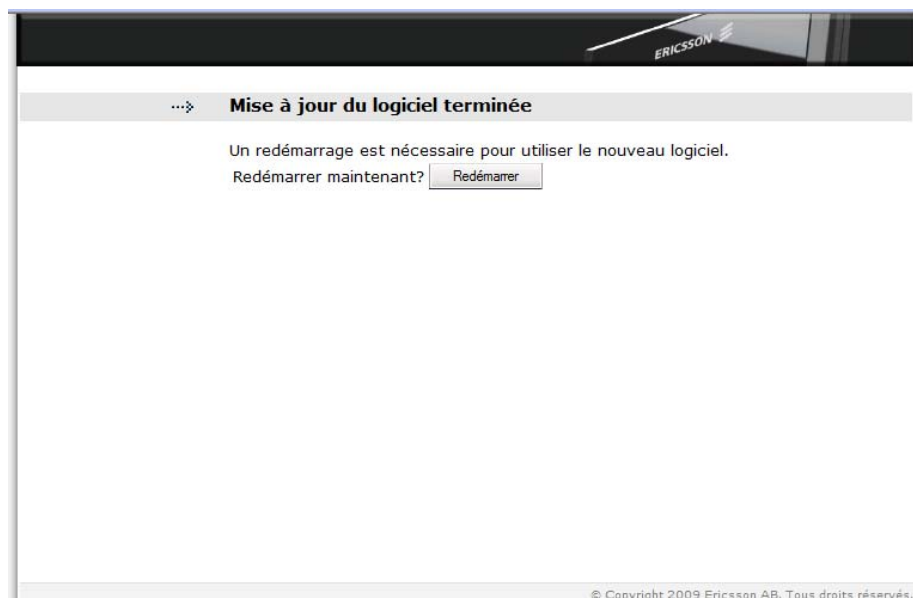 ERICSSON
Mise à jour du logiciel terminée
Un redémarrage est nécessaire pour utiliser le nouveau logiciel.
Redémarrer maintenant? Redémarrer
© Copyright 2009 Ericsson AB. Tous droits réservés.